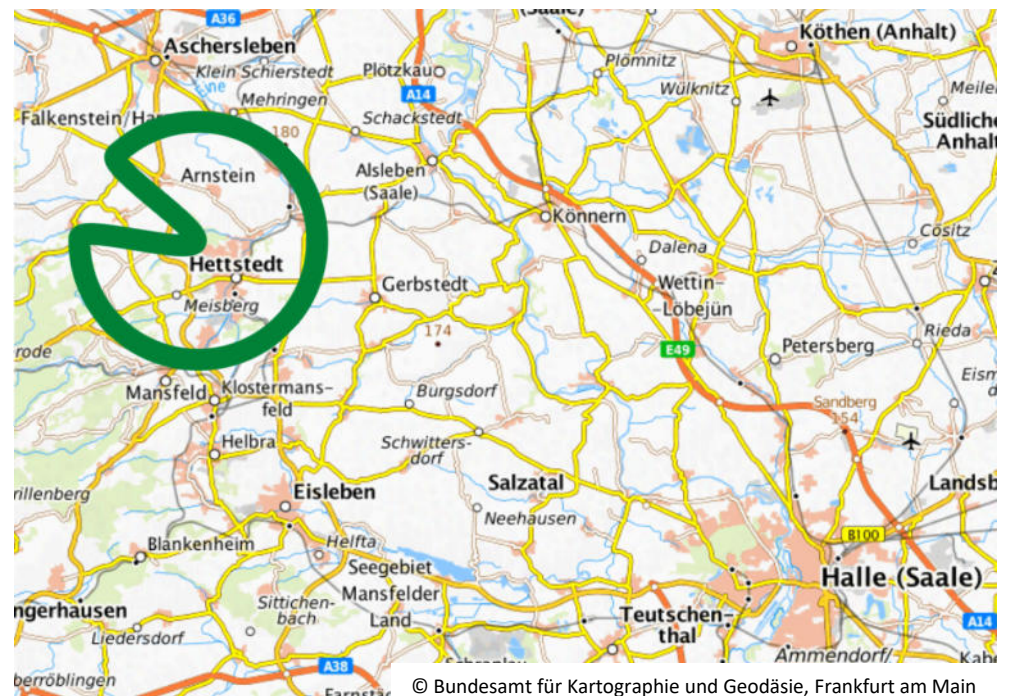 A36
(Saale)
Köthen (Anhalt)
Aschersleben
Klein Schierstedt
Plötzkau
Plömnitz
Eine
A14
Wülknitz
Mehringen
Falkenstein/Ha
Schackstedt
Südliche
Anhalt
180
Arnstein
Alsleben
(Saale)
Könnern
Cösitz
Dalena
Hettstedt
Gerbstedt
Wettin-
-Löbejün
Meisberg
174
Rieda
E49
Petersberg
rode
Mansfeld
Klostermans-
feld
Burgsdorf
Sandberg
154
Helbra
Schwitters-
dorf
Salzatal
Landsb
rillenberg
Eisleben
Neehausen
B100
Blankenheim
Helfta
Seegebiet
Mansfelder
Land
Halle (Saale)
ngerhausen
Sittichen-
bach
Teutschen-
thal
A14
Liedersdorf
Ammendorf/
Kabe
A38
berröblingen
© Bundesamt für Kartographie und Geodäsie, Frankfurt am Main